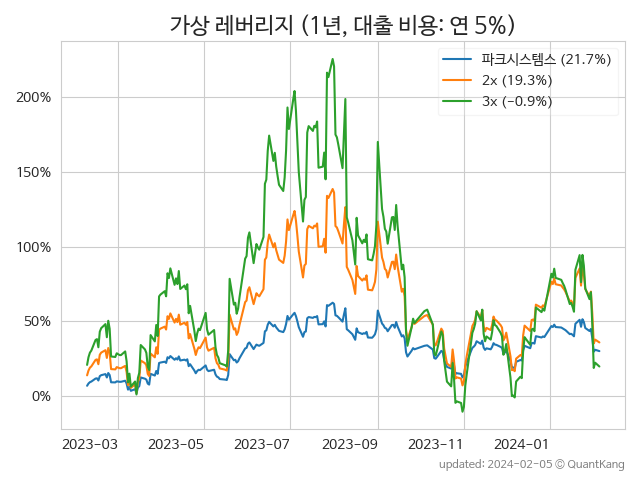 가상 레버리지 (1년, 대출 비용: 연 5%)
파크시스템스 (21.7%)
2x (19.3%)
3x (−0.9%)
200%
150%
100%
50%
0%
2023-03 2023-05 2023-07 2023-09 2023-11 2024-01
updated: 2024-02-05 © QuantKang